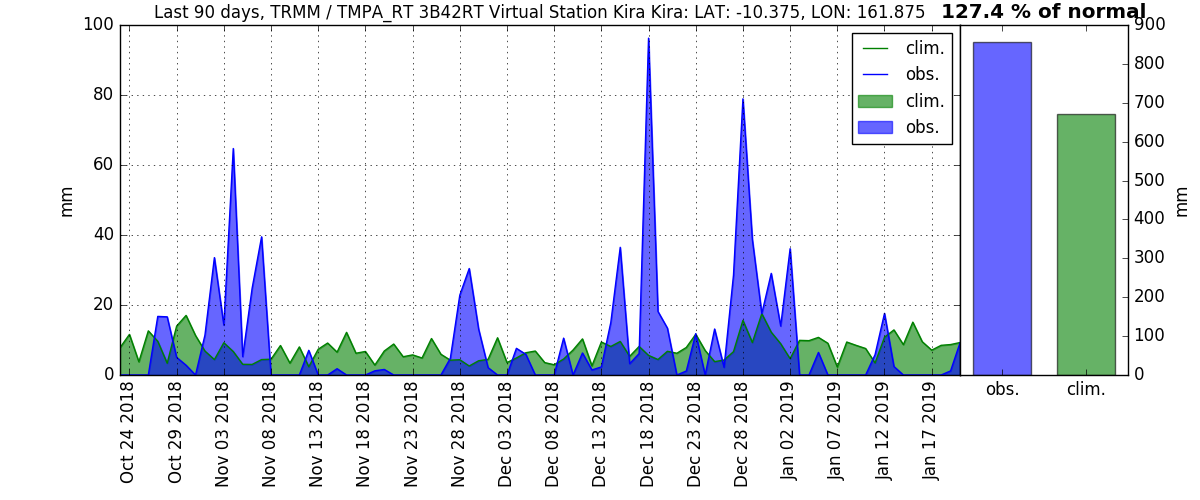 Last 90 days, TRMM / TMPA_RT 3B42RT Virtual Station Kira Kira: LAT: -10.375, LON: 161.875 127.4 % of normal
100
80
60
40
20
0
mm
clim.
obs.
clim.
obs.
900
800
700
600
500
400
300
200
100
0
mm
Oct 24 2018
Oct 29 2018
Nov 03 2018
Nov 08 2018
Nov 13 2018
Nov 18 2018
Nov 23 2018
Nov 28 2018
Dec 03 2018
Dec 08 2018
Dec 13 2018
Dec 18 2018
Dec 23 2018
Dec 28 2018
Jan 02 2019
Jan 07 2019
Jan 12 2019
Jan 17 2019
obs.
clim.